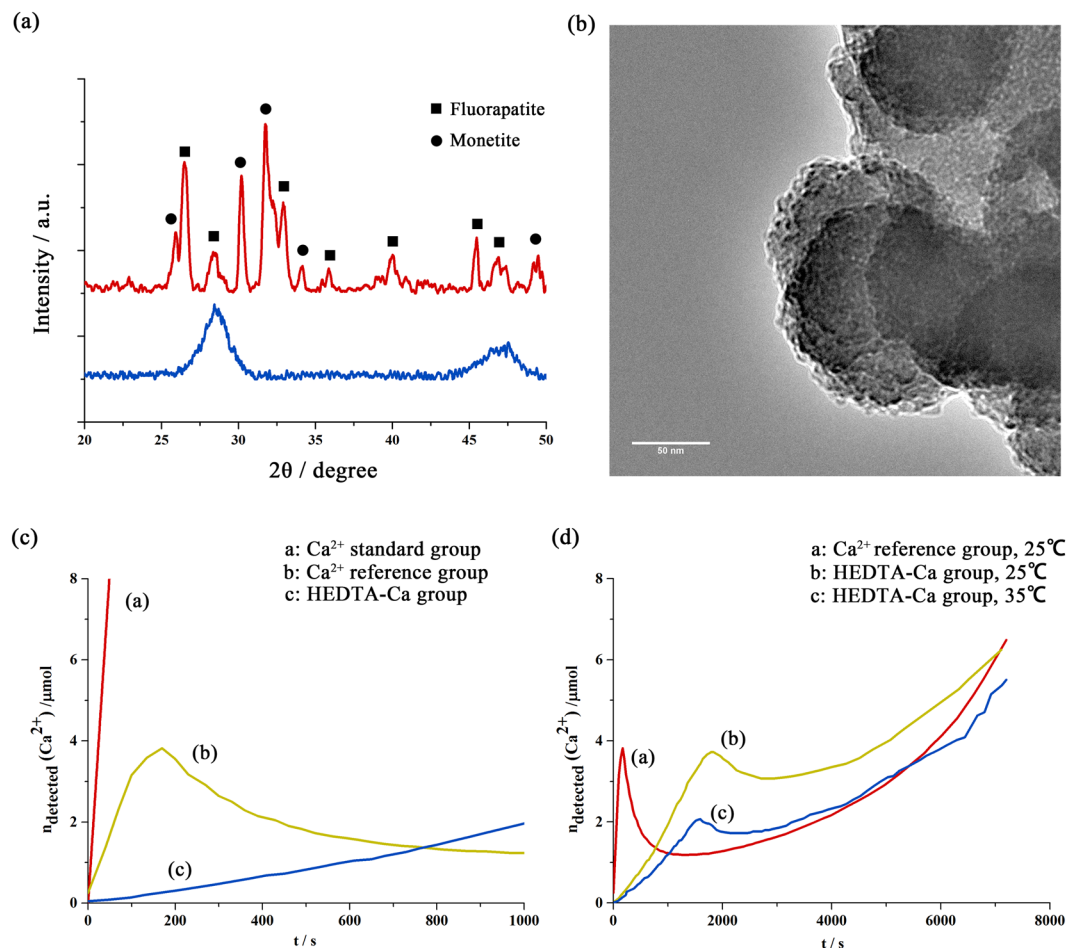 (a)
■ Fluorapatite
● Monetite
Intensity / a.u.
20 25 30 35 40 45 50
2θ / degree
(b)
50 nm
(c)
a: Ca²⁺ standard group
b: Ca²⁺ reference group
c: HEDTA-Ca group
8
6
4
2
0
(a)
(b)
(c)
n_detected (Ca²⁺) /μmol
0 200 400 600 800 1000
t / s
(d)
a: Ca²⁺ reference group, 25℃
b: HEDTA-Ca group, 25℃
c: HEDTA-Ca group, 35℃
8
6
4
2
0
(a)
(b)
(c)
n_detected (Ca²⁺) /μmol
0 2000 4000 6000 8000
t / s